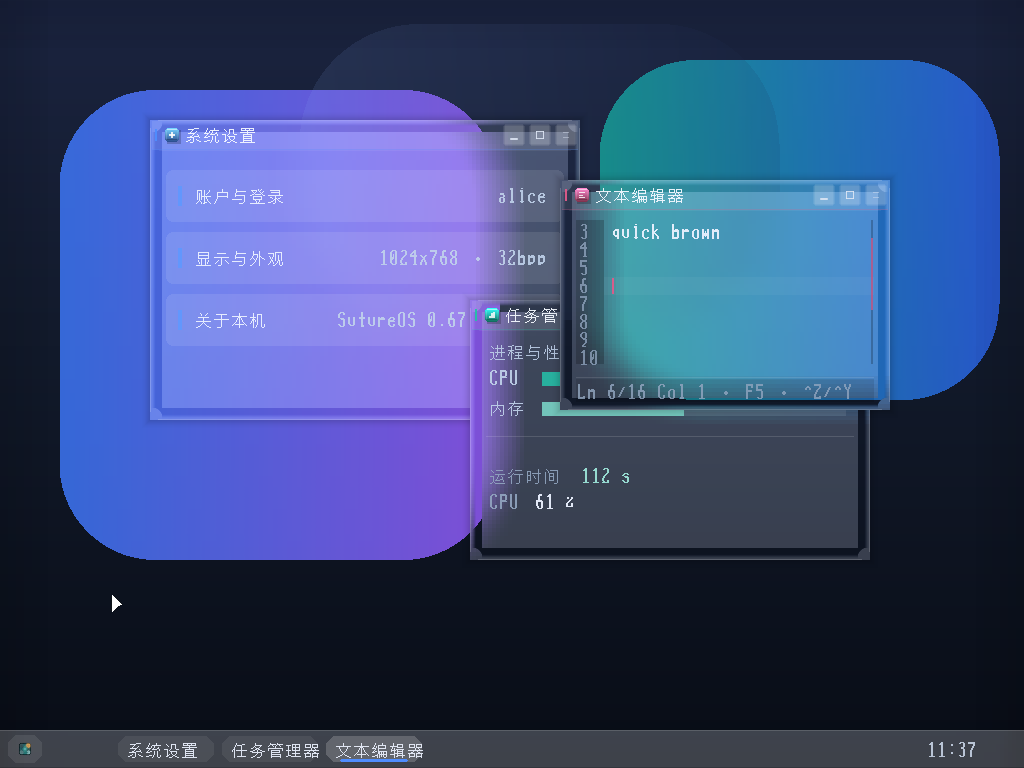 系统设置
账户与登录 alice
显示与外观 1024x768 · 32bpp
关于本机 SutureOS 0.67
文本编辑器
3 quick brown
4
5
6
7
8
9
10
Ln 6/16 Col 1 · F5 · ^Z/^Y
任务管
进程与性
CPU
内存
运行时间 112 s
CPU 61 %
系统设置 任务管理器 文本编辑器 11:37